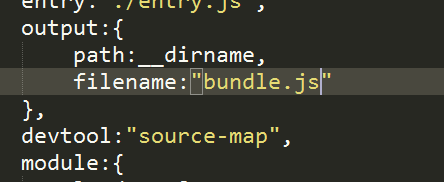 entry:"./entry.js",
output:{
path:__dirname,
filename:"bundle.js"
},
devtool:"source-map",
module:{